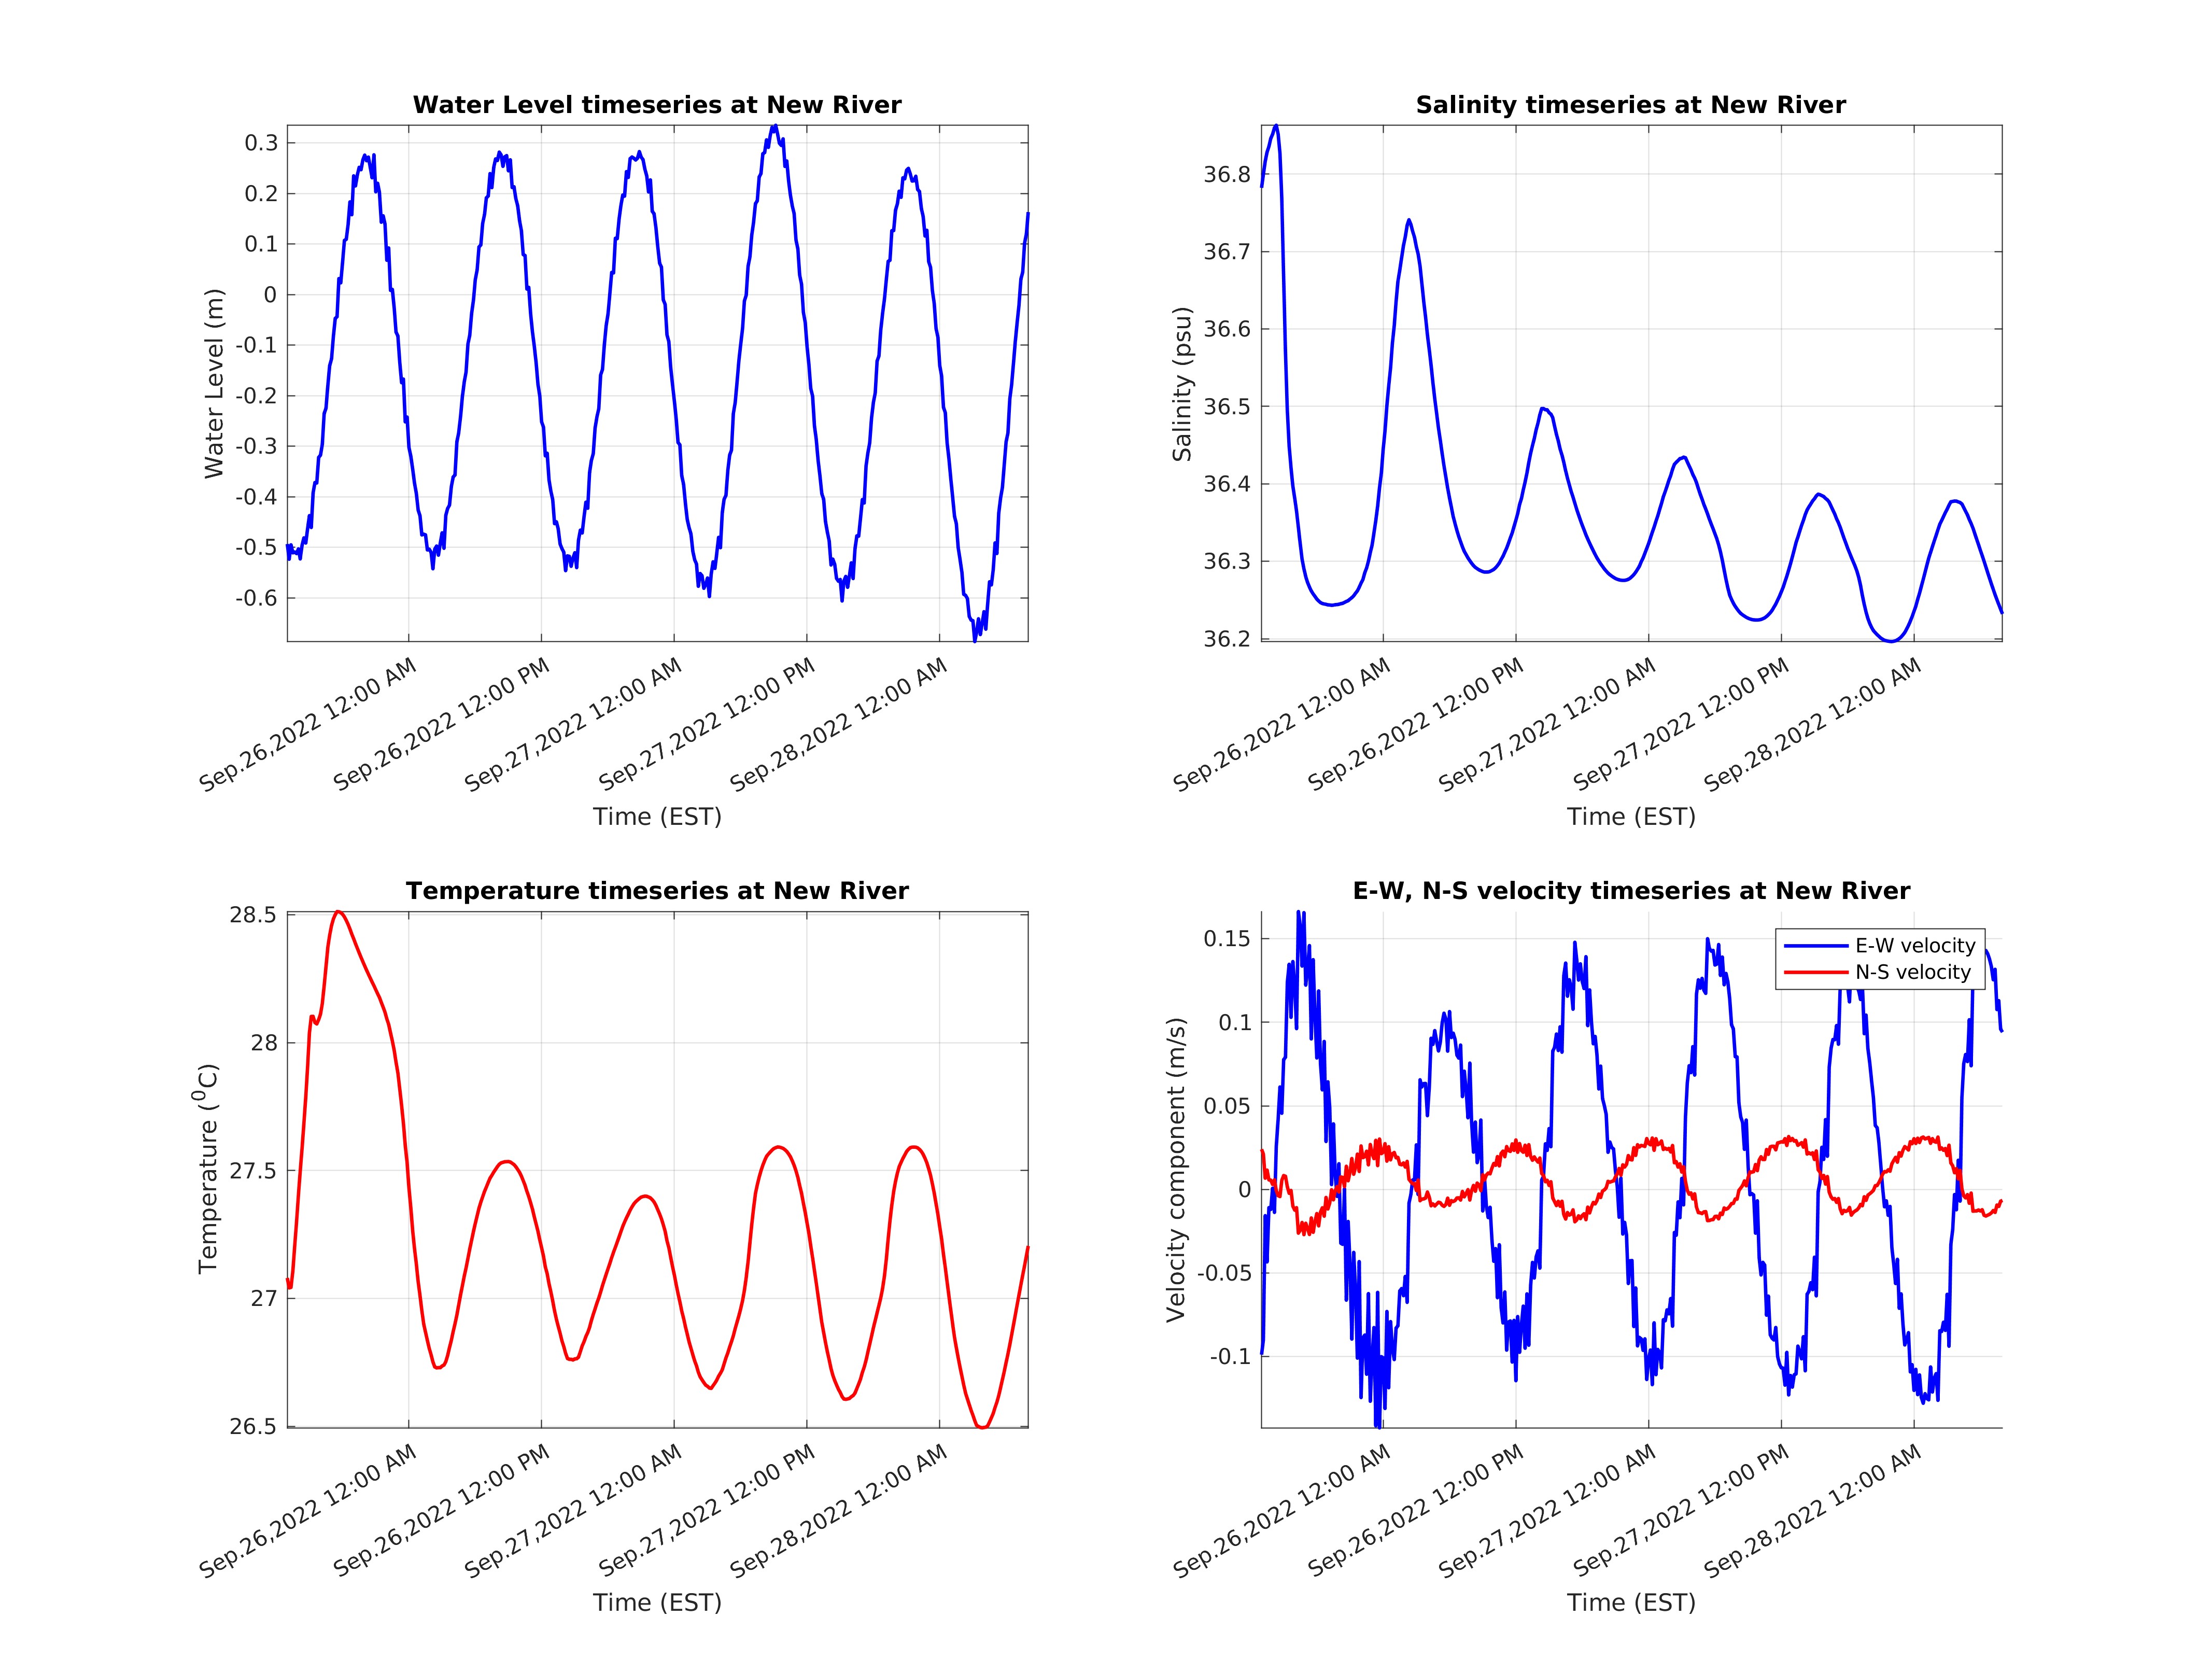 Water Level timeseries at New River
0.3
0.2
0.1
0
-0.1
-0.2
-0.3
-0.4
-0.5
-0.6
Water Level (m)
Sep.26,2022 12:00 AM
Sep.26,2022 12:00 PM
Sep.27,2022 12:00 AM
Sep.27,2022 12:00 PM
Sep.28,2022 12:00 AM
Time (EST)
Salinity timeseries at New River
36.8
36.7
36.6
36.5
36.4
36.3
36.2
Salinity (psu)
Sep.26,2022 12:00 AM
Sep.26,2022 12:00 PM
Sep.27,2022 12:00 AM
Sep.27,2022 12:00 PM
Sep.28,2022 12:00 AM
Time (EST)
Temperature timeseries at New River
28.5
28
27.5
27
26.5
Temperature (⁰C)
Sep.26,2022 12:00 AM
Sep.26,2022 12:00 PM
Sep.27,2022 12:00 AM
Sep.27,2022 12:00 PM
Sep.28,2022 12:00 AM
Time (EST)
E-W, N-S velocity timeseries at New River
0.15
0.1
0.05
0
-0.05
-0.1
Velocity component (m/s)
E-W velocity
N-S velocity
Sep.26,2022 12:00 AM
Sep.26,2022 12:00 PM
Sep.27,2022 12:00 AM
Sep.27,2022 12:00 PM
Sep.28,2022 12:00 AM
Time (EST)